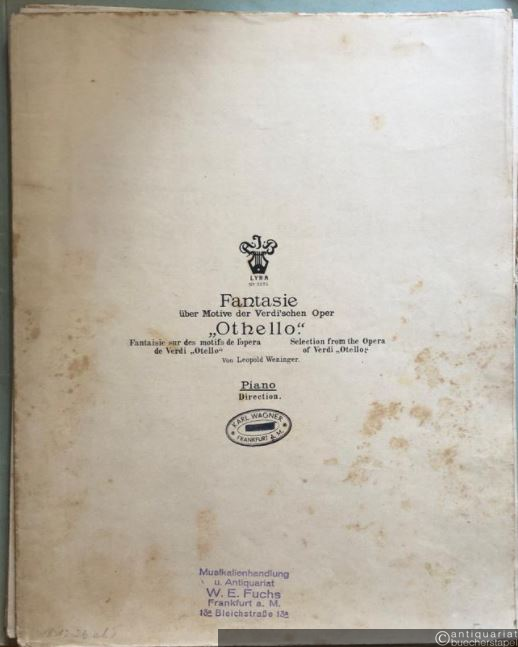 LYRA
Fantasie
über Motive der Verdi'schen Oper
„Othello."
Fantaisie sur des motifs de l'opera
de Verdi „Otello"
Selection from the Opera
of Verdi „Otello."
Von Leopold Weninger.
Piano
Direction.
KARL WAGNER
FRANKFURT A. M.
Musikalienhandlung
u. Antiquariat
W. E. Fuchs
Frankfurt a. M.
13a Bleichstraße 13a
antiquariat
buecherstapel